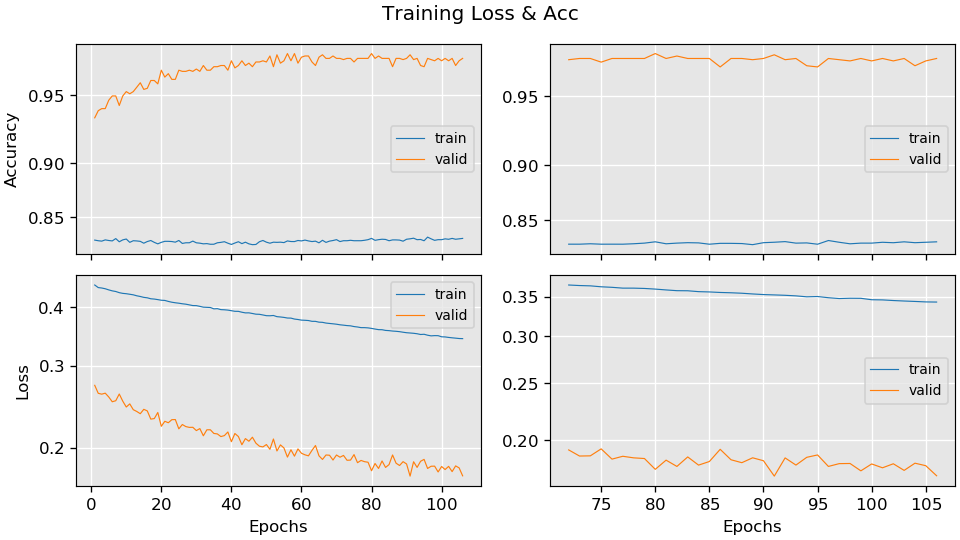 Training Loss & Acc
Accuracy
0.95
0.90
0.85
train
valid
0.95
0.90
0.85
train
valid
Loss
0.4
0.3
0.2
train
valid
0 20 40 60 80 100
Epochs
0.35
0.30
0.25
0.20
train
valid
75 80 85 90 95 100 105
Epochs